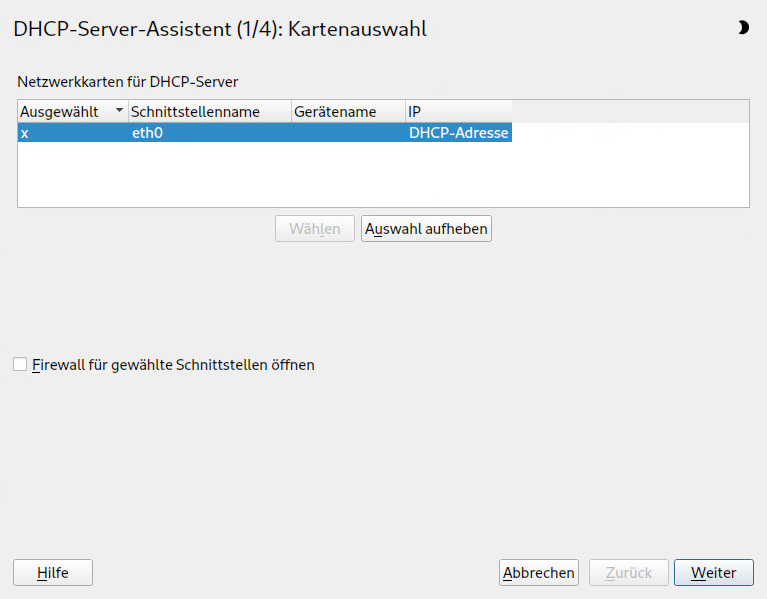 DHCP-Server-Assistent (1/4): Kartenauswahl
Netzwerkkarten für DHCP-Server
Ausgewählt Schnittstellenname Gerätename IP
x eth0 DHCP-Adresse
Wählen Auswahl aufheben
Firewall für gewählte Schnittstellen öffnen
Hilfe Abbrechen Zurück Weiter